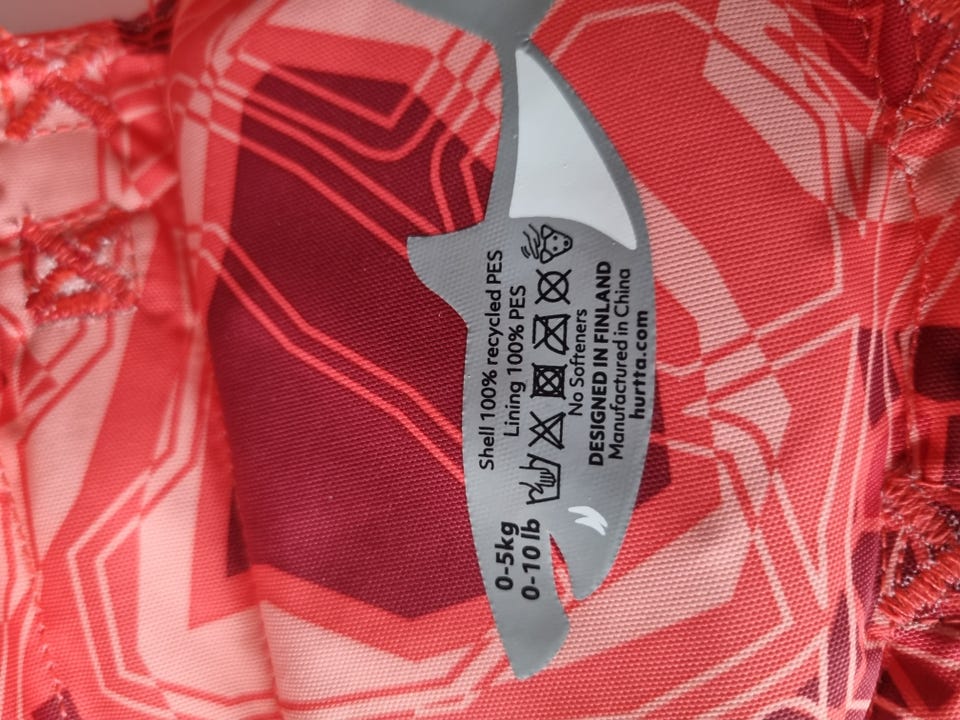 0-5kg
0-10 lb
Shell 100% recycled PES
Lining 100% PES
No Softeners
DESIGNED IN FINLAND
Manufactured in China
hurtta.com